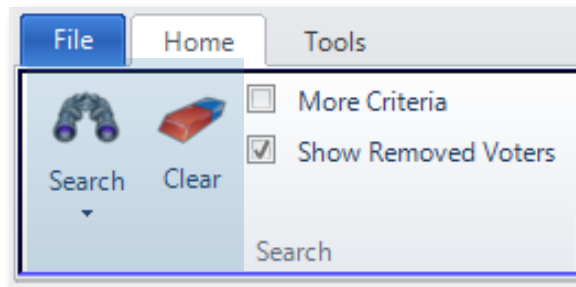 File Home Tools
More Criteria
Show Removed Voters
Search Clear
Search